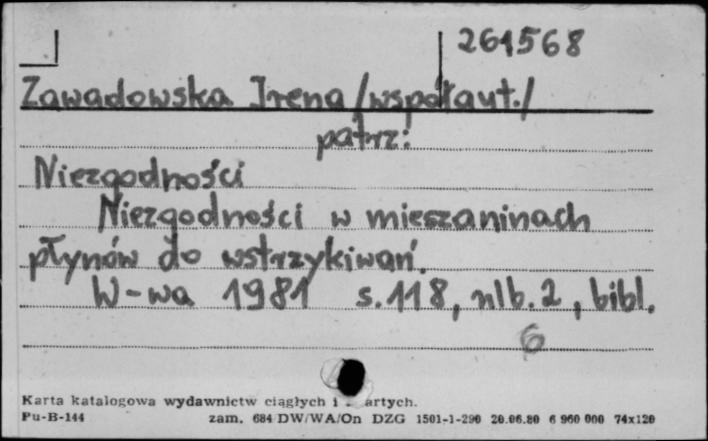 261568
Zawadowska Irena /współaut./
patrz:
Niezgodności
Niezgodności w mieszaninach
płynów do wstrzykiwań.
W-wa 1981 s. 118, nlb. 2, bibl.
6
Karta katalogowa wydawnictw ciągłych i artych.
Pu-B-144 zam. 684 DW/WA/On DZG 1501-1-290 20.06.80 6 960 000 74x120